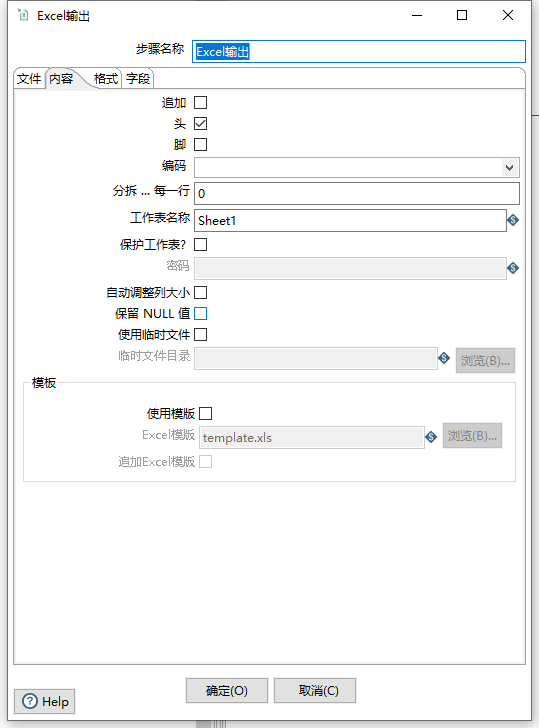 Excel输出
步骤名称 Excel输出
文件 内容 格式 字段
追加
头
脚
编码
分拆 ... 每一行 0
工作表名称 Sheet1
保护工作表?
密码
自动调整列大小
保留 NULL 值
使用临时文件
临时文件目录 浏览(B)...
模板
使用模版
Excel模版 template.xls 浏览(B)...
追加Excel模版
确定(O) 取消(C)
Help